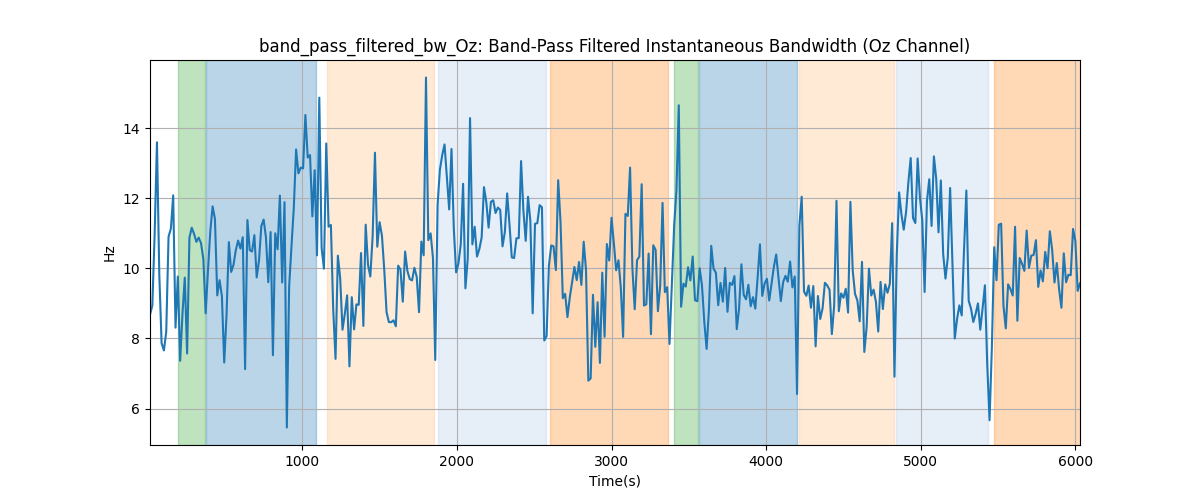 band_pass_filtered_bw_Oz: Band-Pass Filtered Instantaneous Bandwidth (Oz Channel)
14
12
10
8
6
Hz
1000 2000 3000 4000 5000 6000
Time(s)